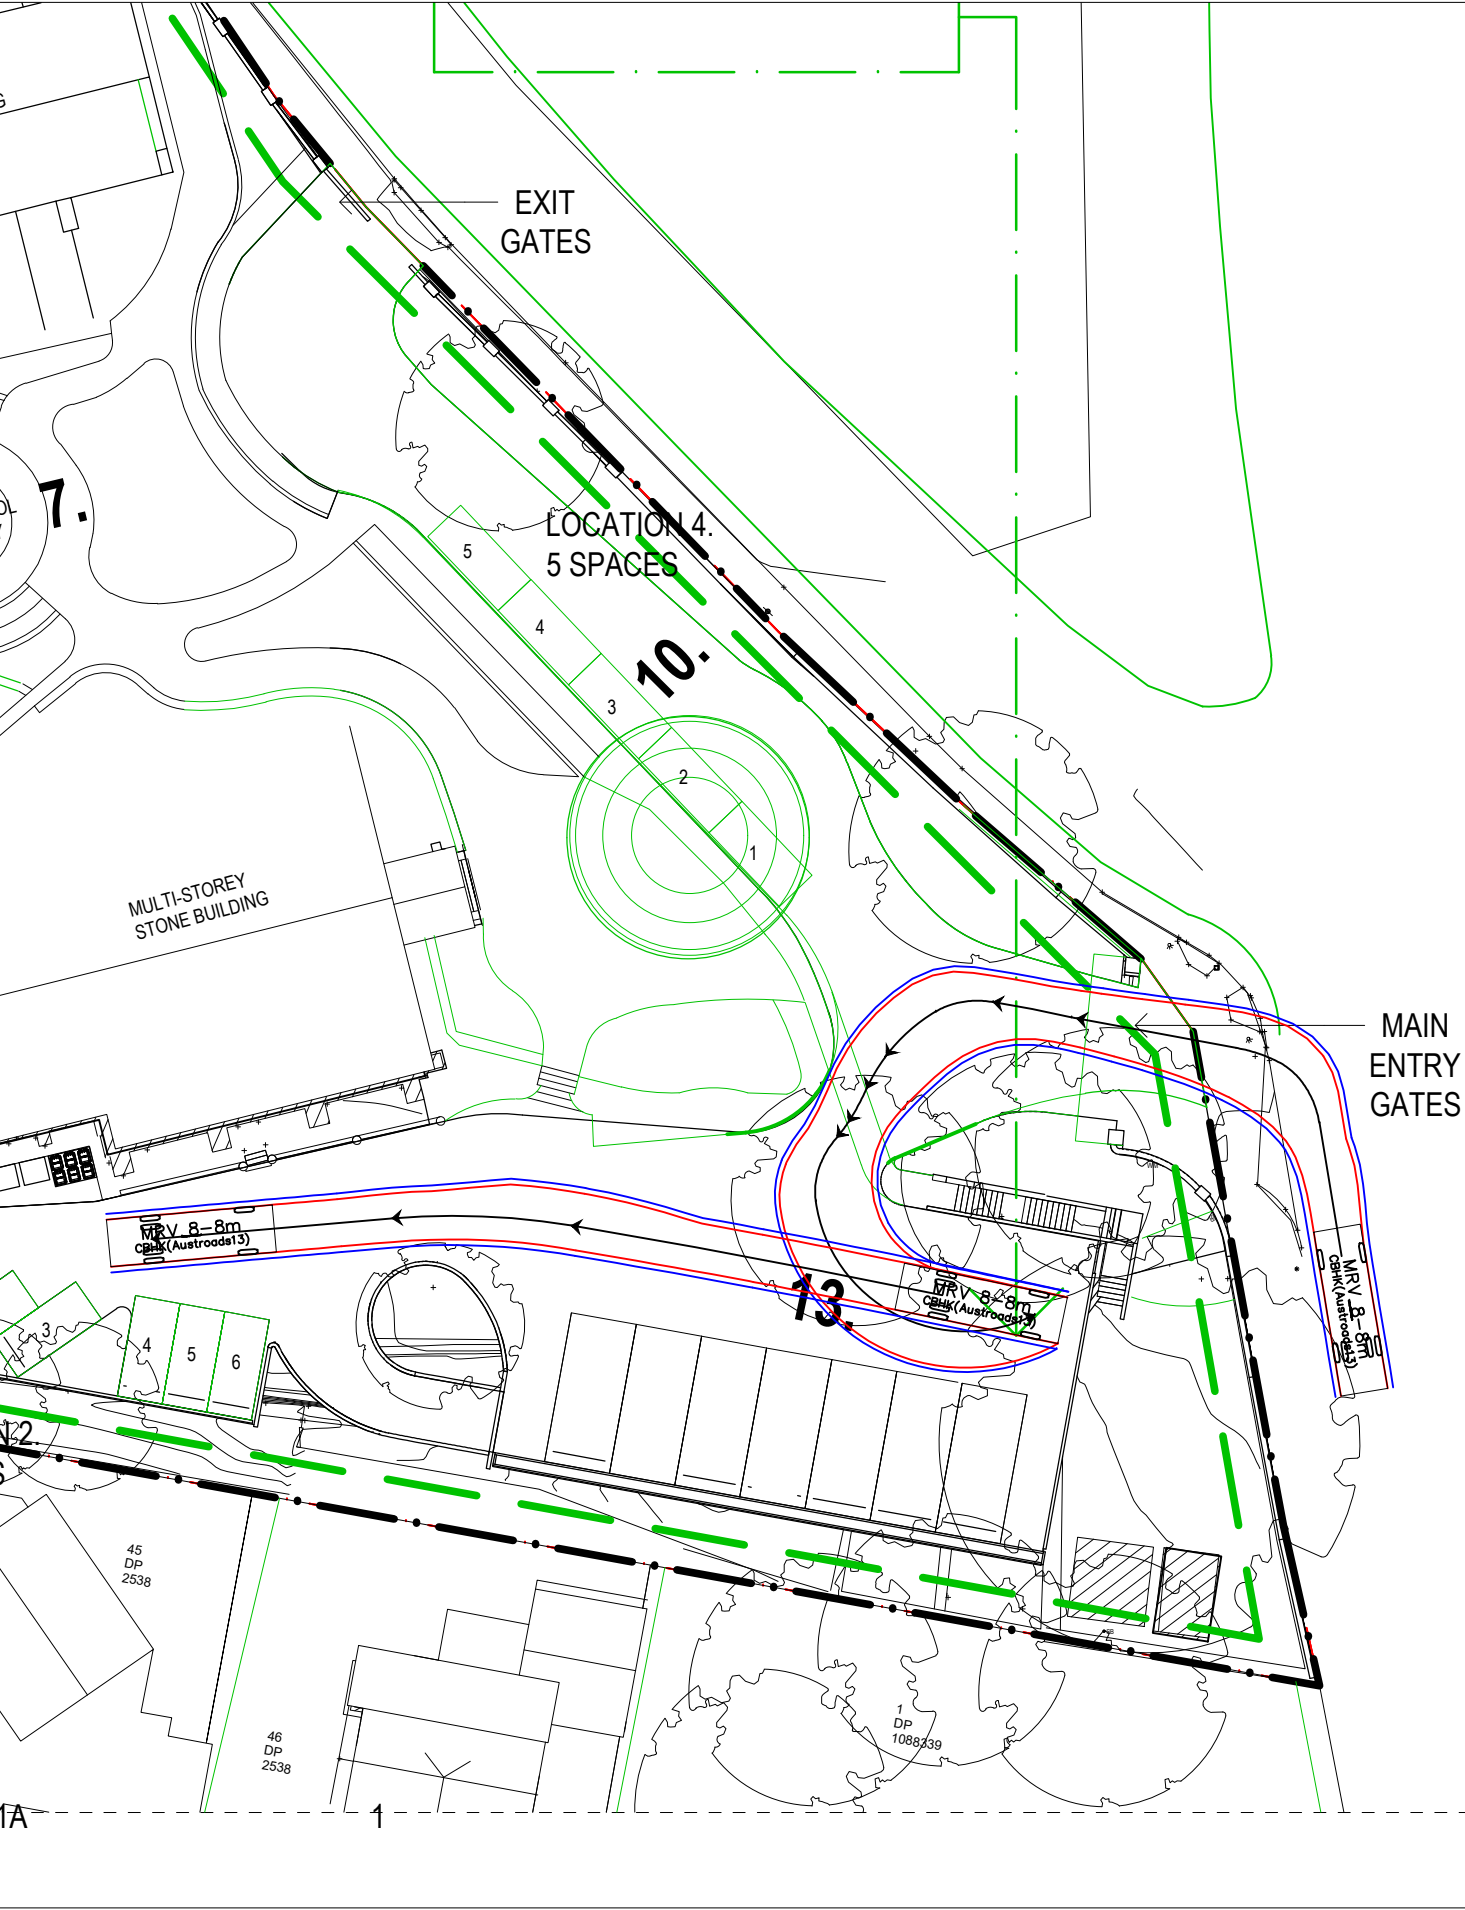 G
EXIT
GATES
7.
OL
LOCATION 4.
5 SPACES
5
4
3
2
1
10.
MULTI-STOREY
STONE BUILDING
MAIN
ENTRY
GATES
MRV 8-8m
CBHK(Austroads13)
13.
MRV 8-8m
CBHK(Austroads13)
MRV 8-8m
CBHK(Austroads13)
3
4
5
6
N 2.
S
45
DP
2538
46
DP
2538
1
DP
1088339
1A
1